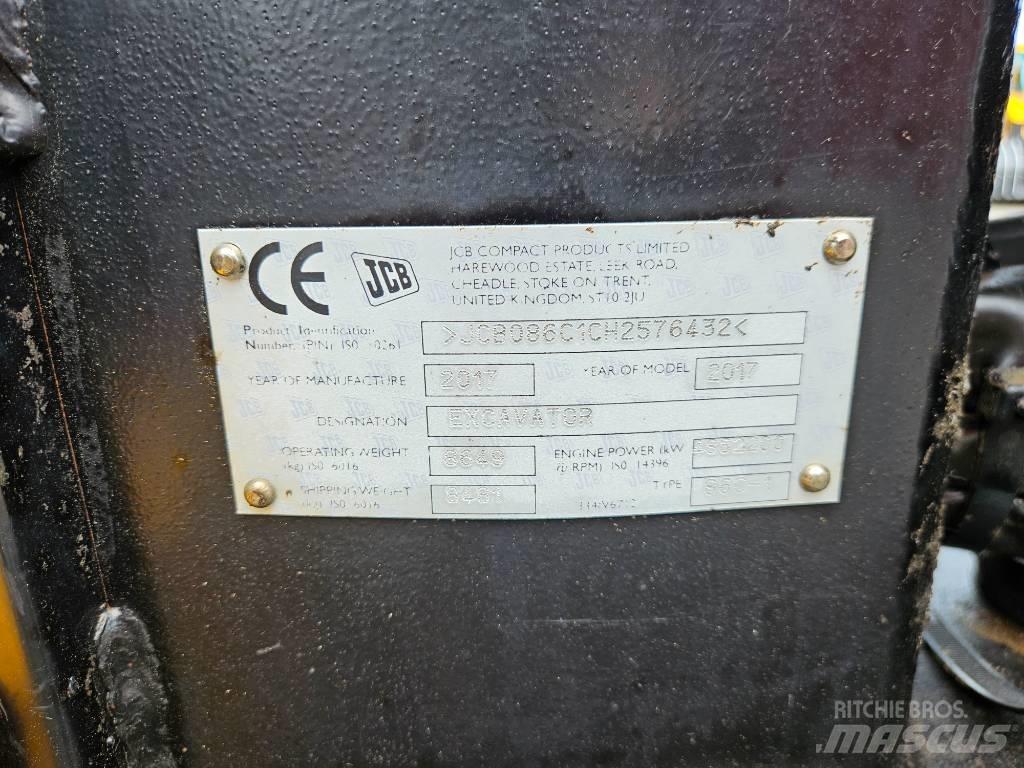 CE
JCB
JCB COMPACT PRODUCTS LIMITED
HAREWOOD ESTATE, LEEK ROAD,
CHEADLE, STOKE ON TRENT,
UNITED KINGDOM, ST10 2JU
Product Identification
Number, (PIN) ISO 10261
>JCB086C1CH2576432<
YEAR OF MANUFACTURE 2017 YEAR OF MODEL 2017
DESIGNATION EXCAVATOR
OPERATING WEIGHT
(kg) ISO 6016
ENGINE POWER (kW
@ RPM) ISO 14396
SHIPPING WEIGHT
(kg) ISO 6016
TYPE
RITCHIE BROS.
MASCUS